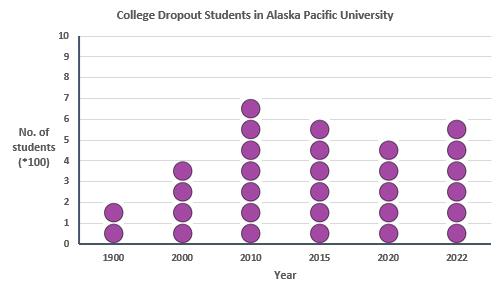 College Dropout Students in Alaska Pacific University
10
9
8
7
6
5
4
3
2
1
0
No. of
students
(*100)
1900 2000 2010 2015 2020 2022
Year